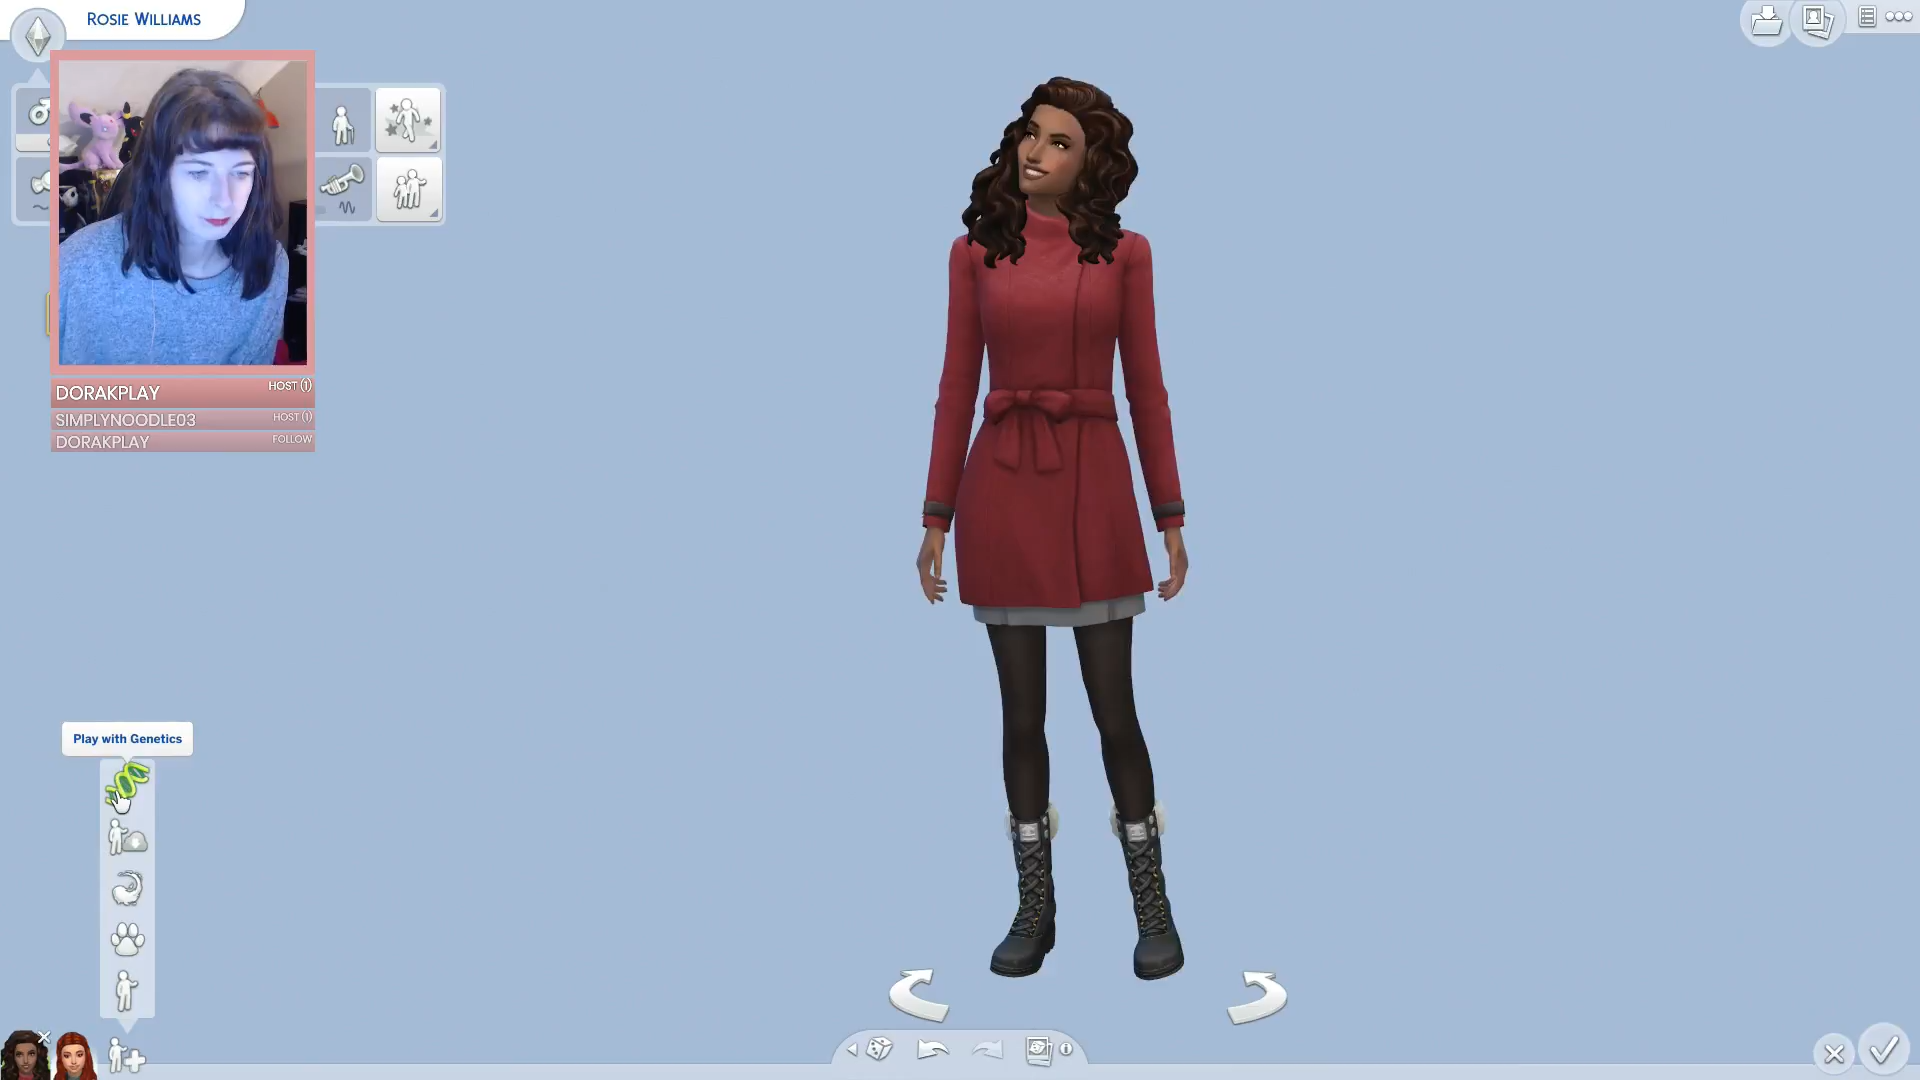 Rosie Williams
DORAKPLAY HOST (1)
SIMPLYNOODLE03 HOST (1)
DORAKPLAY FOLLOW
Play with Genetics